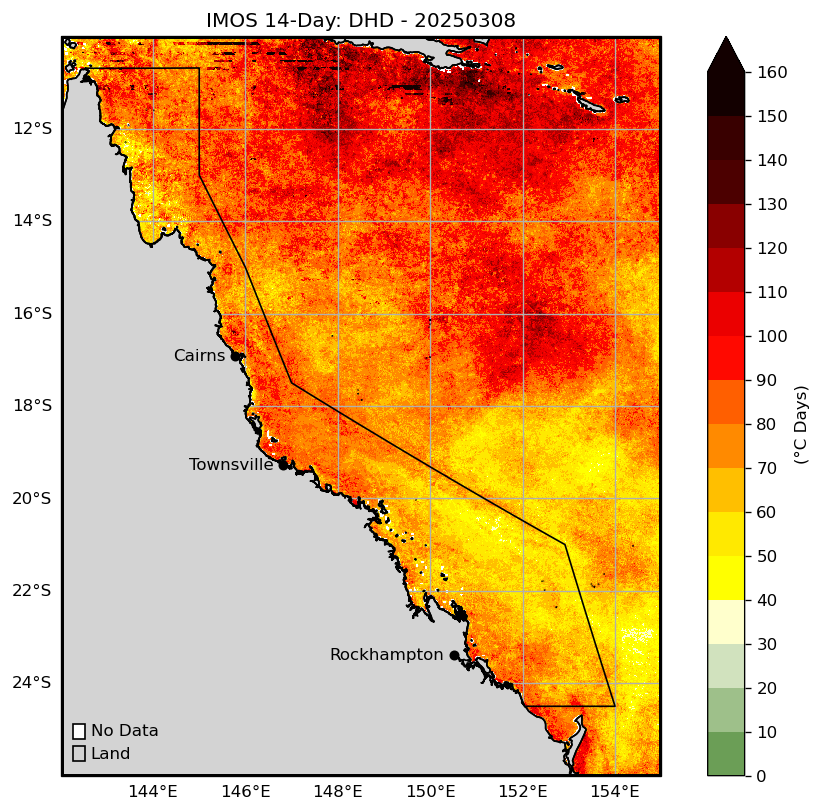 IMOS 14-Day: DHD - 20250308
12°S
14°S
16°S
18°S
20°S
22°S
24°S
Cairns
Townsville
Rockhampton
No Data
Land
144°E 146°E 148°E 150°E 152°E 154°E
160
150
140
130
120
110
100
90
80
70
60
50
40
30
20
10
0
(°C Days)